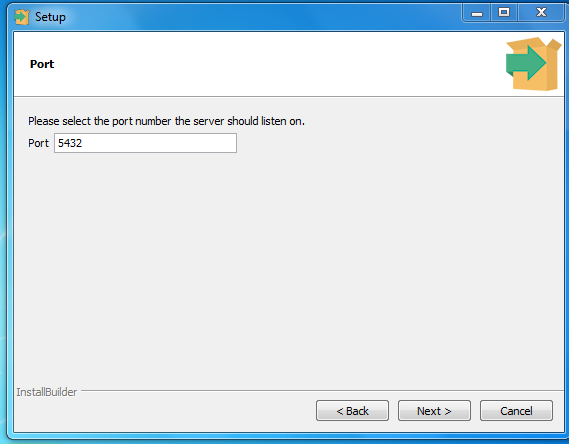 Setup
Port
Please select the port number the server should listen on.
Port 5432
InstallBuilder
< Back Next > Cancel